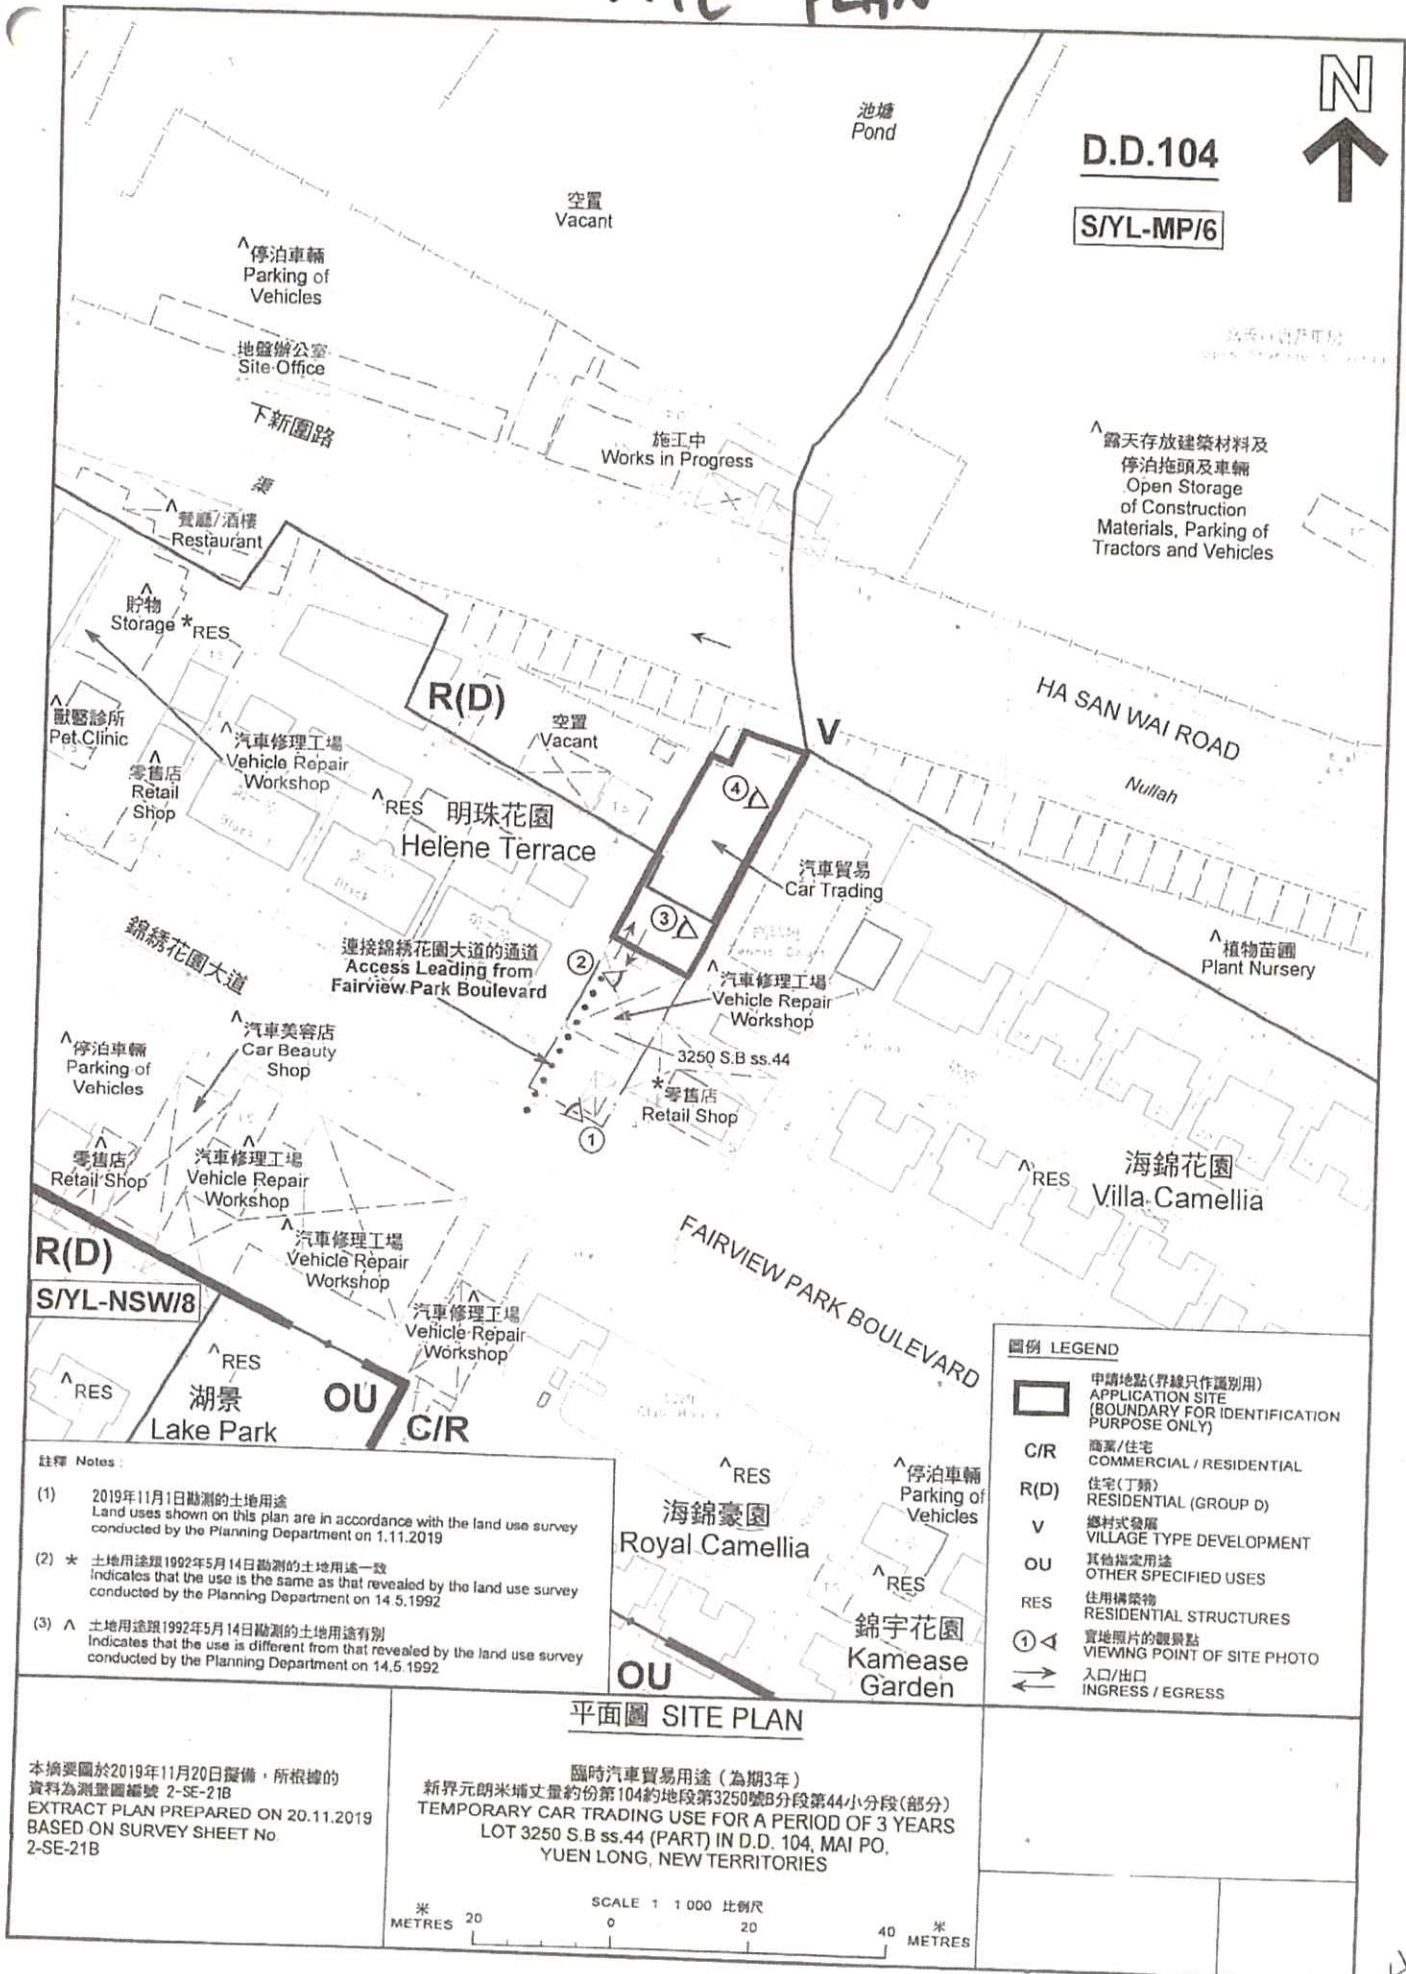 SITE PLAN
N
D.D.104
S/YL-MP/6
池塘
Pond
空置
Vacant
^停泊車輛
Parking of
Vehicles
地盤辦公室
Site Office
下新圍路
渠
施工中
Works in Progress
^露天存放建築材料及
停泊拖頭及車輛
Open Storage
of Construction
Materials, Parking of
Tractors and Vehicles
^餐廳/酒樓
Restaurant
^
貯物
Storage
*RES
R(D)
V
HA SAN WAI ROAD
Nullah
^獸醫診所
Pet Clinic
^
零售店
Retail
Shop
^汽車修理工場
Vehicle Repair
Workshop
空置
Vacant
④
^RES
明珠花園
Helene Terrace
汽車貿易
Car Trading
③
錦綉花園大道
連接錦綉花園大道的通道
Access Leading from
Fairview Park Boulevard
②
^汽車修理工場
Vehicle Repair
Workshop
^植物苗圃
Plant Nursery
^停泊車輛
Parking of
Vehicles
^汽車美容店
Car Beauty
Shop
3250 S.B ss.44
*零售店
Retail Shop
①
^
零售店
Retail Shop
^
汽車修理工場
Vehicle Repair
Workshop
^RES
海錦花園
Villa Camellia
^汽車修理工場
Vehicle Repair
Workshop
FAIRVIEW PARK BOULEVARD
R(D)
S/YL-NSW/8
^
汽車修理工場
Vehicle Repair
Workshop
^RES
^RES
湖景
Lake Park
OU
C/R
^RES
海錦豪園
Royal Camellia
^停泊車輛
Parking of
Vehicles
^RES
錦宇花園
Kamease
Garden
OU
圖例 LEGEND
申請地點(界線只作識別用)
APPLICATION SITE
(BOUNDARY FOR IDENTIFICATION
PURPOSE ONLY)
C/R 商業/住宅
COMMERCIAL / RESIDENTIAL
R(D) 住宅(丁類)
RESIDENTIAL (GROUP D)
V 鄉村式發展
VILLAGE TYPE DEVELOPMENT
OU 其他指定用途
OTHER SPECIFIED USES
RES 住用構築物
RESIDENTIAL STRUCTURES
① 實地照片的觀景點
VIEWING POINT OF SITE PHOTO
入口/出口
INGRESS / EGRESS
註釋 Notes :
(1) 2019年11月1日勘測的土地用途
Land uses shown on this plan are in accordance with the land use survey
conducted by the Planning Department on 1.11.2019
(2) * 土地用途跟1992年5月14日勘測的土地用途一致
Indicates that the use is the same as that revealed by the land use survey
conducted by the Planning Department on 14.5.1992
(3) ^ 土地用途跟1992年5月14日勘測的土地用途有別
Indicates that the use is different from that revealed by the land use survey
conducted by the Planning Department on 14.5.1992
本摘要圖於2019年11月20日擬備，所根據的
資料為測量圖編號 2-SE-21B
EXTRACT PLAN PREPARED ON 20.11.2019
BASED ON SURVEY SHEET No.
2-SE-21B
平面圖 SITE PLAN
臨時汽車貿易用途（為期3年）
新界元朗米埔丈量約份第104約地段第3250號B分段第44小分段(部分)
TEMPORARY CAR TRADING USE FOR A PERIOD OF 3 YEARS
LOT 3250 S.B ss.44 (PART) IN D.D. 104, MAI PO,
YUEN LONG, NEW TERRITORIES
SCALE 1 1 000 比例尺
米
METRES 20 0 20 40 米
METRES